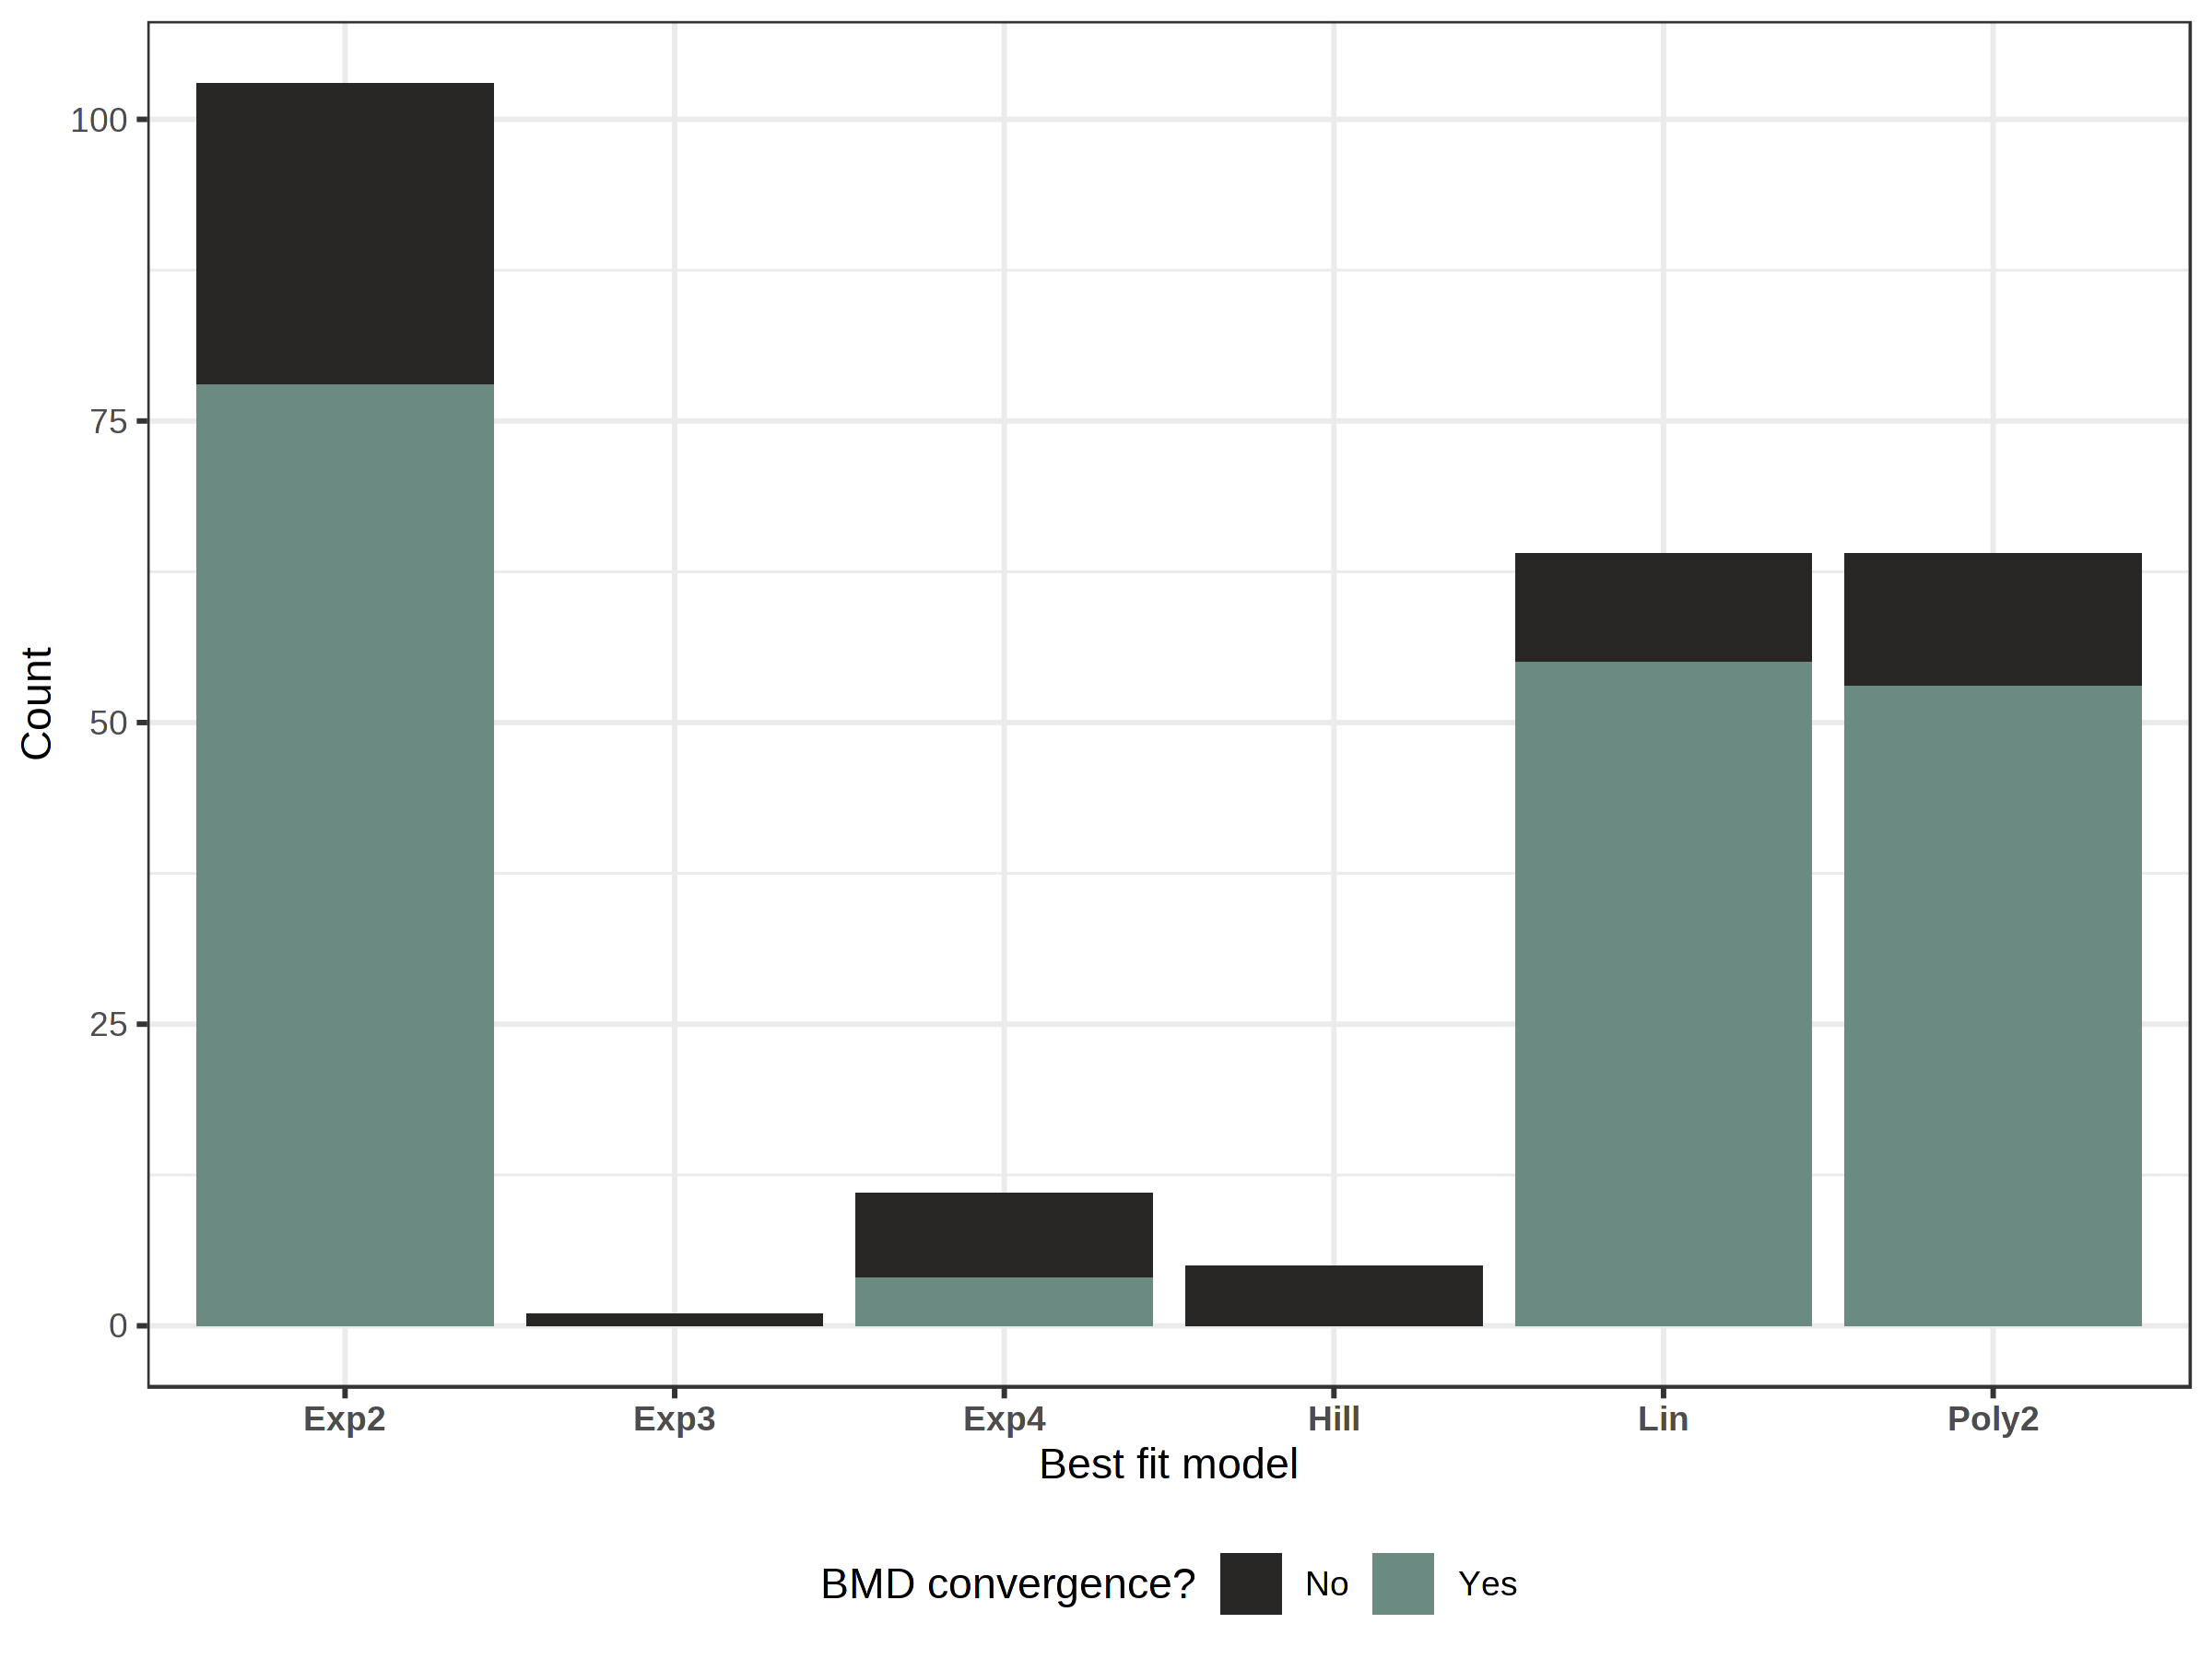 100
75
50
25
0
Count
Exp2 Exp3 Exp4 Hill Lin Poly2
Best fit model
BMD convergence? No Yes